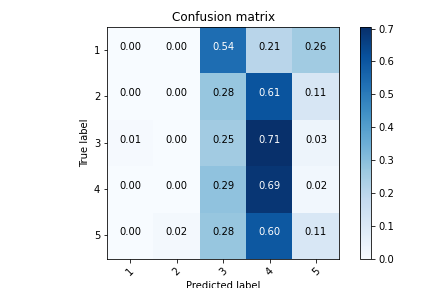 Confusion matrix
0.7
1 0.00 0.00 0.54 0.21 0.26
0.6
2 0.00 0.00 0.28 0.61 0.11
0.5
0.4
True label
3 0.01 0.00 0.25 0.71 0.03
0.3
4 0.00 0.00 0.29 0.69 0.02
0.2
5 0.00 0.02 0.28 0.60 0.11
0.1
0.0
1 2 3 4 5
Predicted label